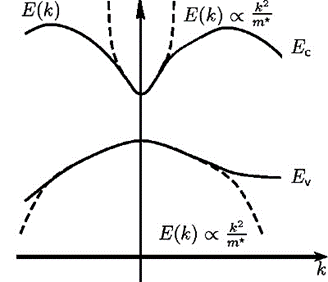 E(k)
E(k) ∝ k²/m*
E_c
E_v
E(k) ∝ k²/m*
k